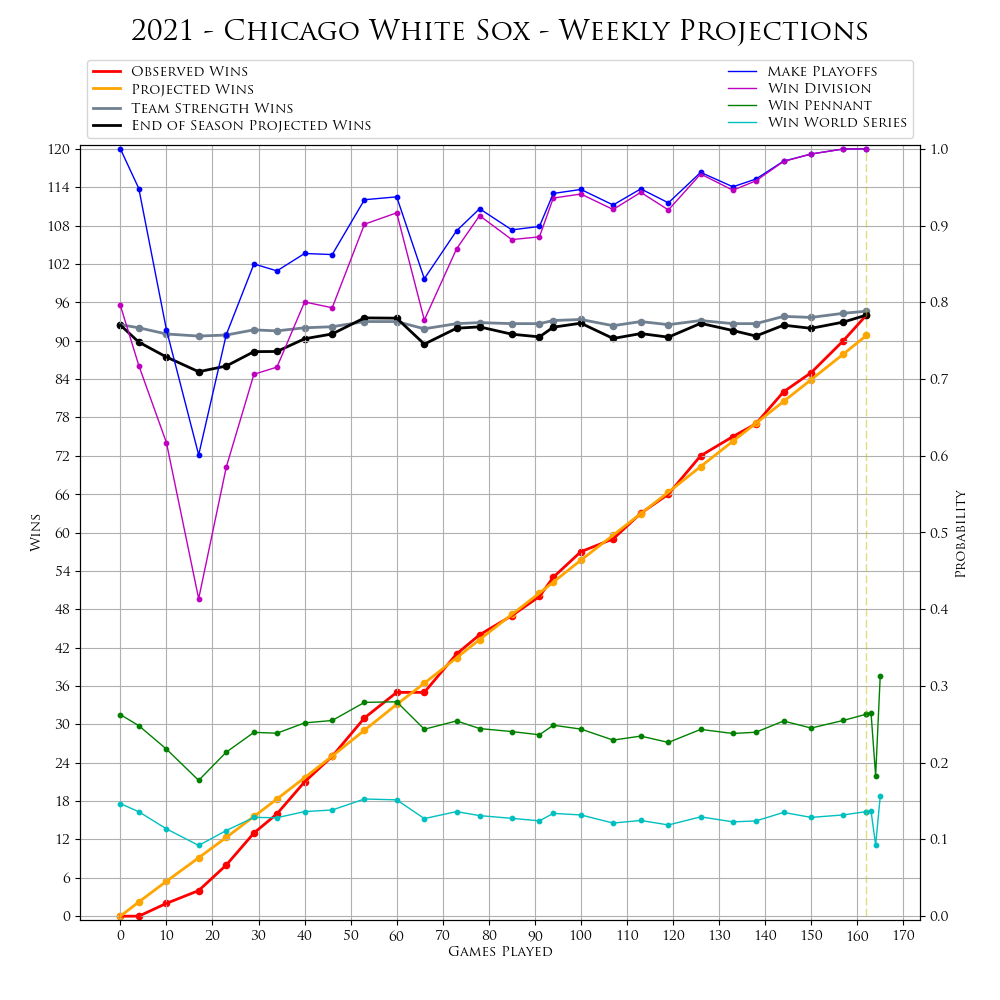 2021 - Chicago White Sox - Weekly Projections
Observed Wins
Projected Wins
Team Strength Wins
End of Season Projected Wins
Make Playoffs
Win Division
Win Pennant
Win World Series
120
114
108
102
96
90
84
78
72
66
60
54
48
42
36
30
24
18
12
6
0
Wins
1.0
0.9
0.8
0.7
0.6
0.5
0.4
0.3
0.2
0.1
0.0
Probability
0 10 20 30 40 50 60 70 80 90 100 110 120 130 140 150 160 170
Games Played